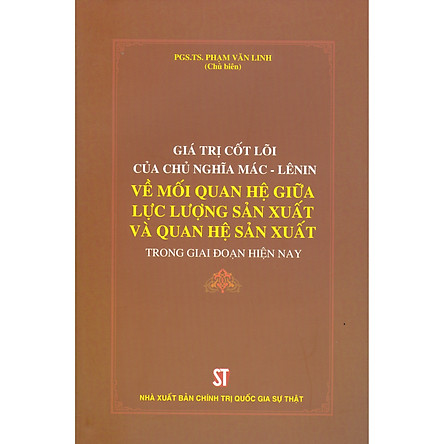 PGS.TS. PHẠM VĂN LINH
(Chủ biên)
GIÁ TRỊ CỐT LÕI
CỦA CHỦ NGHĨA MÁC - LÊNIN
VỀ MỐI QUAN HỆ GIỮA
LỰC LƯỢNG SẢN XUẤT
VÀ QUAN HỆ SẢN XUẤT
TRONG GIAI ĐOẠN HIỆN NAY
ST
NHÀ XUẤT BẢN CHÍNH TRỊ QUỐC GIA SỰ THẬT